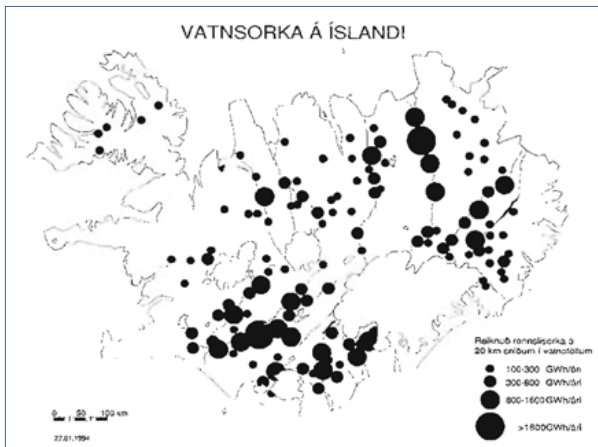 VATNSORKA Á ÍSLANDI
Reiknuð rennslisorka á
20 km sniðum í vatnsföllum
100-300 GWh/ári
300-800 GWh/ári
800-1600 GWh/ári
>1600 GWh/ári
0 50 100 km
27.01.1994